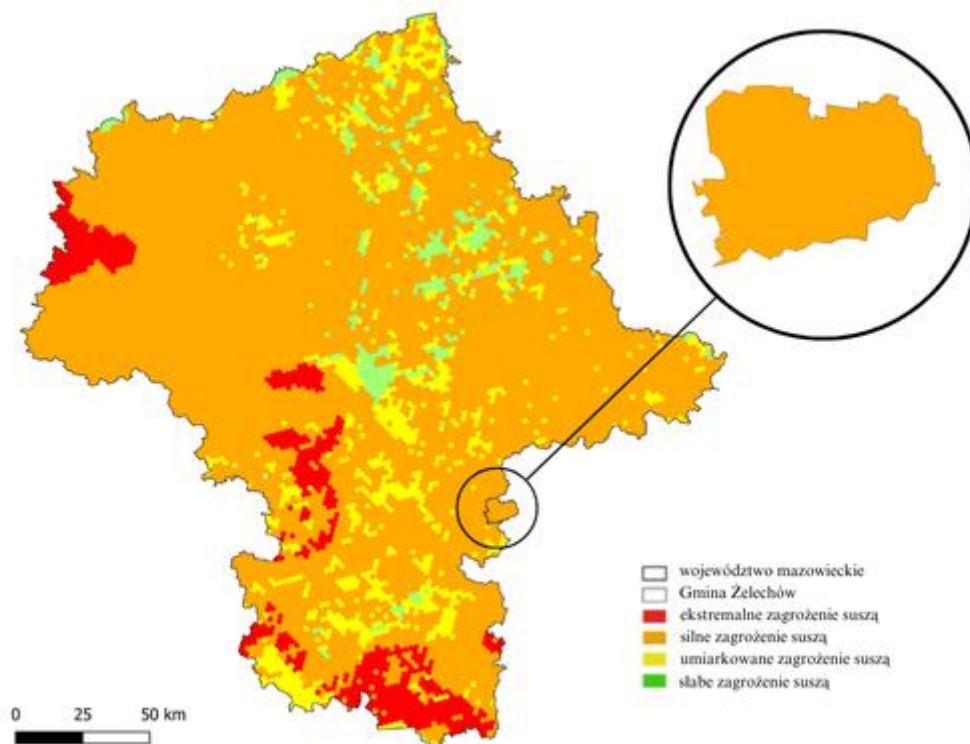 województwo mazowieckie
Gmina Żelechów
ekstremalne zagrożenie suszą
silne zagrożenie suszą
umiarkowane zagrożenie suszą
słabe zagrożenie suszą
0 25 50 km